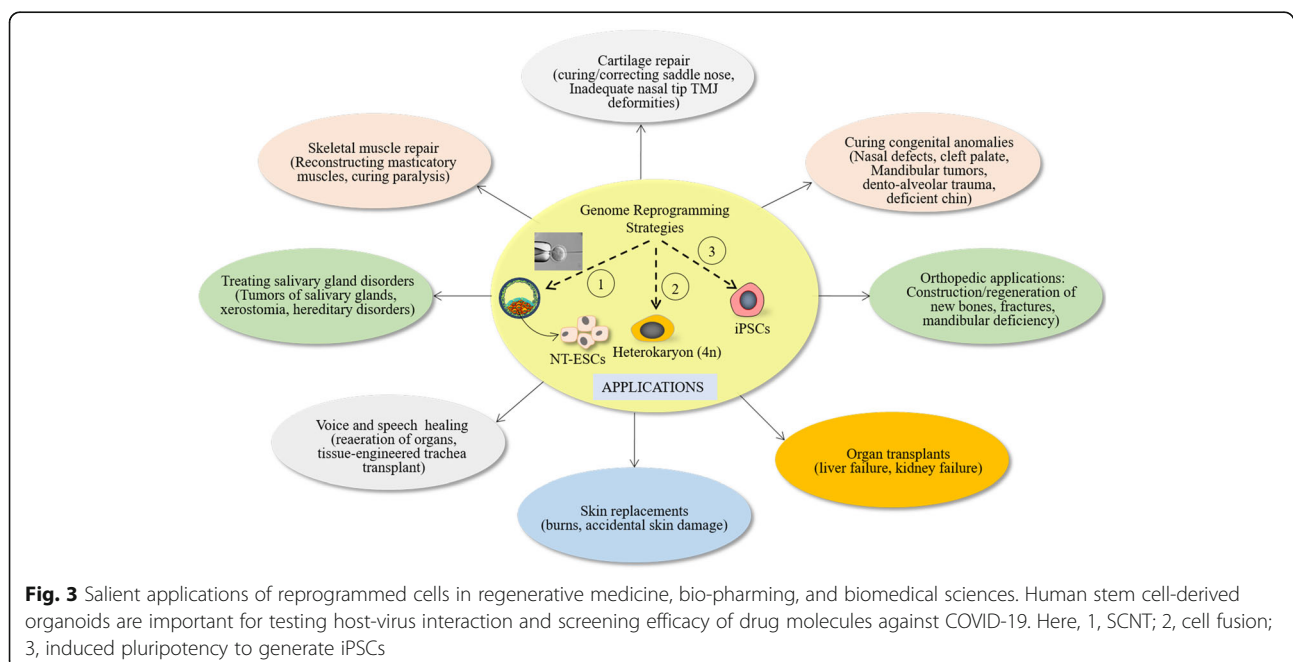 Cartilage repair
(curing/correcting saddle nose,
Inadequate nasal tip TMJ
deformities)
Skeletal muscle repair
(Reconstructing masticatory
muscles, curing paralysis)
Curing congenital anomalies
(Nasal defects, cleft palate,
Mandibular tumors,
dento-alveolar trauma,
deficient chin)
Genome Reprogramming
Strategies
1
2
3
NT-ESCs
Heterokaryon (4n)
iPSCs
APPLICATIONS
Treating salivary gland disorders
(Tumors of salivary glands,
xerostomia, hereditary disorders)
Orthopedic applications:
Construction/regeneration of
new bones, fractures,
mandibular deficiency)
Voice and speech healing
(reaeration of organs,
tissue-engineered trachea
transplant)
Organ transplants
(liver failure, kidney failure)
Skin replacements
(burns, accidental skin damage)
Fig. 3 Salient applications of reprogrammed cells in regenerative medicine, bio-pharming, and biomedical sciences. Human stem cell-derived
organoids are important for testing host-virus interaction and screening efficacy of drug molecules against COVID-19. Here, 1, SCNT; 2, cell fusion;
3, induced pluripotency to generate iPSCs